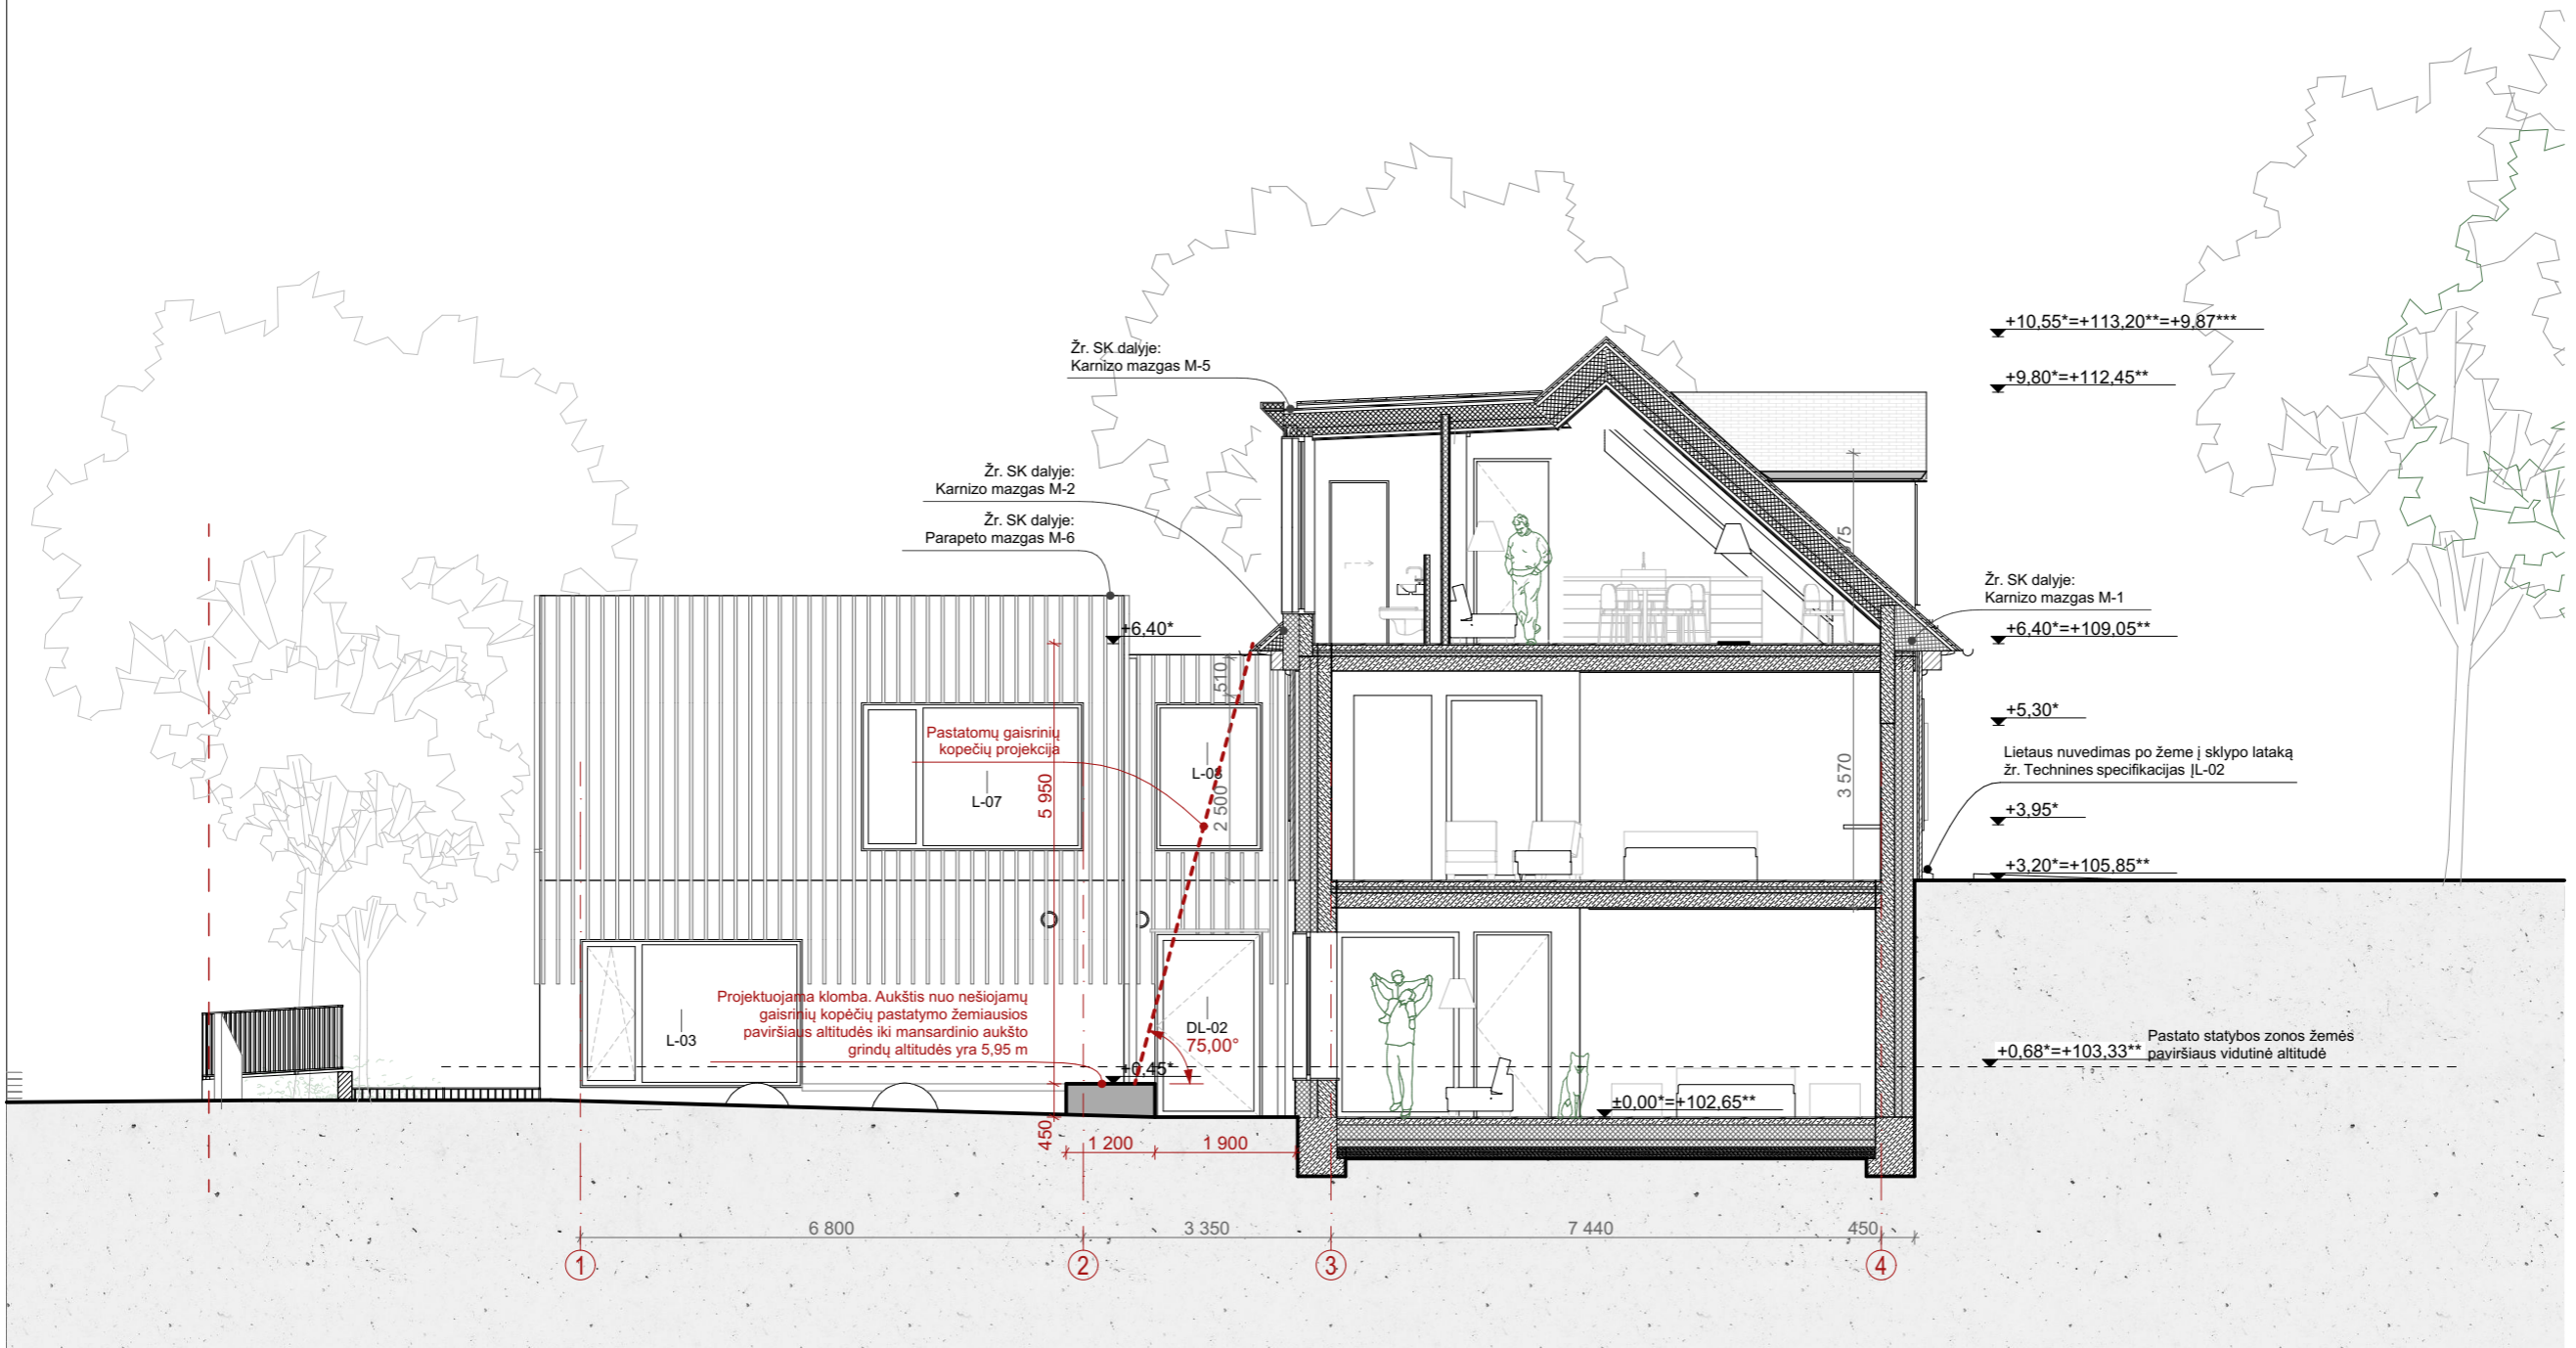 +10,55*=+113,20**=+9,87***
Žr. SK dalyje:
Karnizo mazgas M-5
+9,80*=+112,45**
Žr. SK dalyje:
Karnizo mazgas M-2
Žr. SK dalyje:
Parapeto mazgas M-6
Žr. SK dalyje:
Karnizo mazgas M-1
+6,40*
+6,40*=+109,05**
510
+5,30*
Pastatomų gaisrinių
kopečių projekcija
Lietaus nuvedimas po žeme į sklypo lataką
žr. Technines specifikacijas ĮL-02
L-08
L-07
5 950
2 500
3 570
+3,95*
+3,20*=+105,85**
Projektuojama klomba. Aukštis nuo nešiojamų
gaisrinių kopėčių pastatymo žemiausios
paviršiaus altitudės iki mansardinio aukšto
grindų altitudės yra 5,95 m
L-03
DL-02
75,00°
+0,45*
Pastato statybos zonos žemės
+0,68*=+103,33** paviršiaus vidutinė altitudė
±0,00*=+102,65**
450
1 200
1 900
6 800
3 350
7 440
450
1
2
3
4